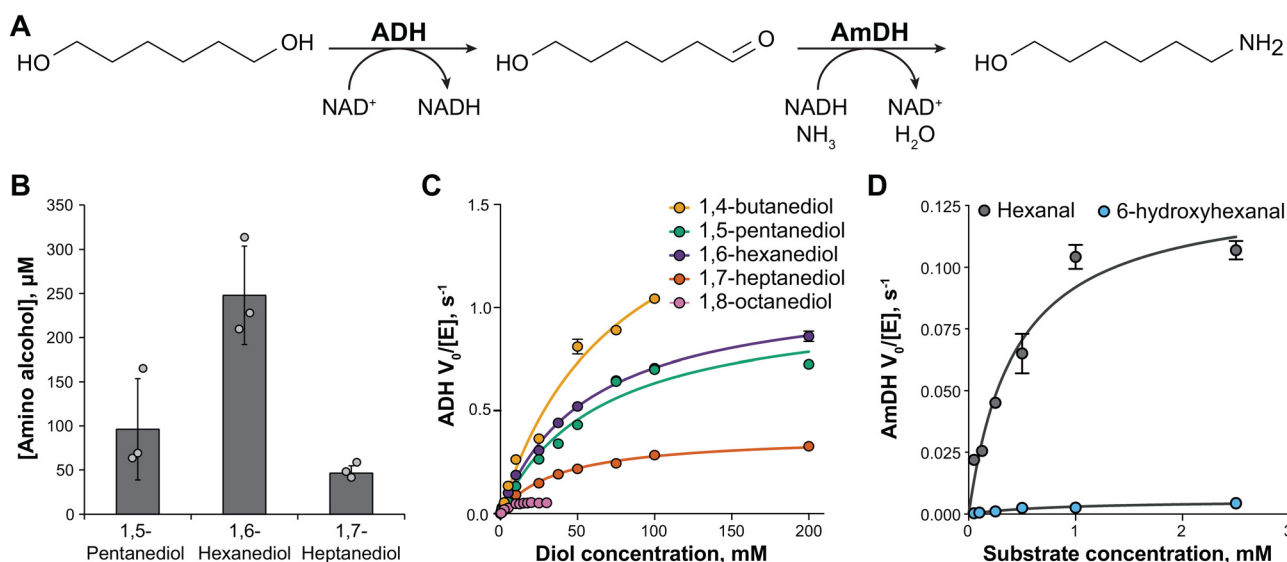 A
HO
OH
ADH
NAD⁺
NADH
HO
O
AmDH
NADH
NH₃
NAD⁺
H₂O
HO
NH₂
B
[Amino alcohol], µM
350
300
250
200
150
100
50
0
1,5-
Pentanediol
1,6-
Hexanediol
1,7-
Heptanediol
C
ADH V₀/[E], s⁻¹
1.5
1.0
0.5
0
0
50
100
150
200
Diol concentration, mM
1,4-butanediol
1,5-pentanediol
1,6-hexanediol
1,7-heptanediol
1,8-octanediol
D
AmDH V₀/[E], s⁻¹
0.125
0.100
0.075
0.050
0.025
0.000
0
2
3
Substrate concentration, mM
Hexanal
6-hydroxyhexanal